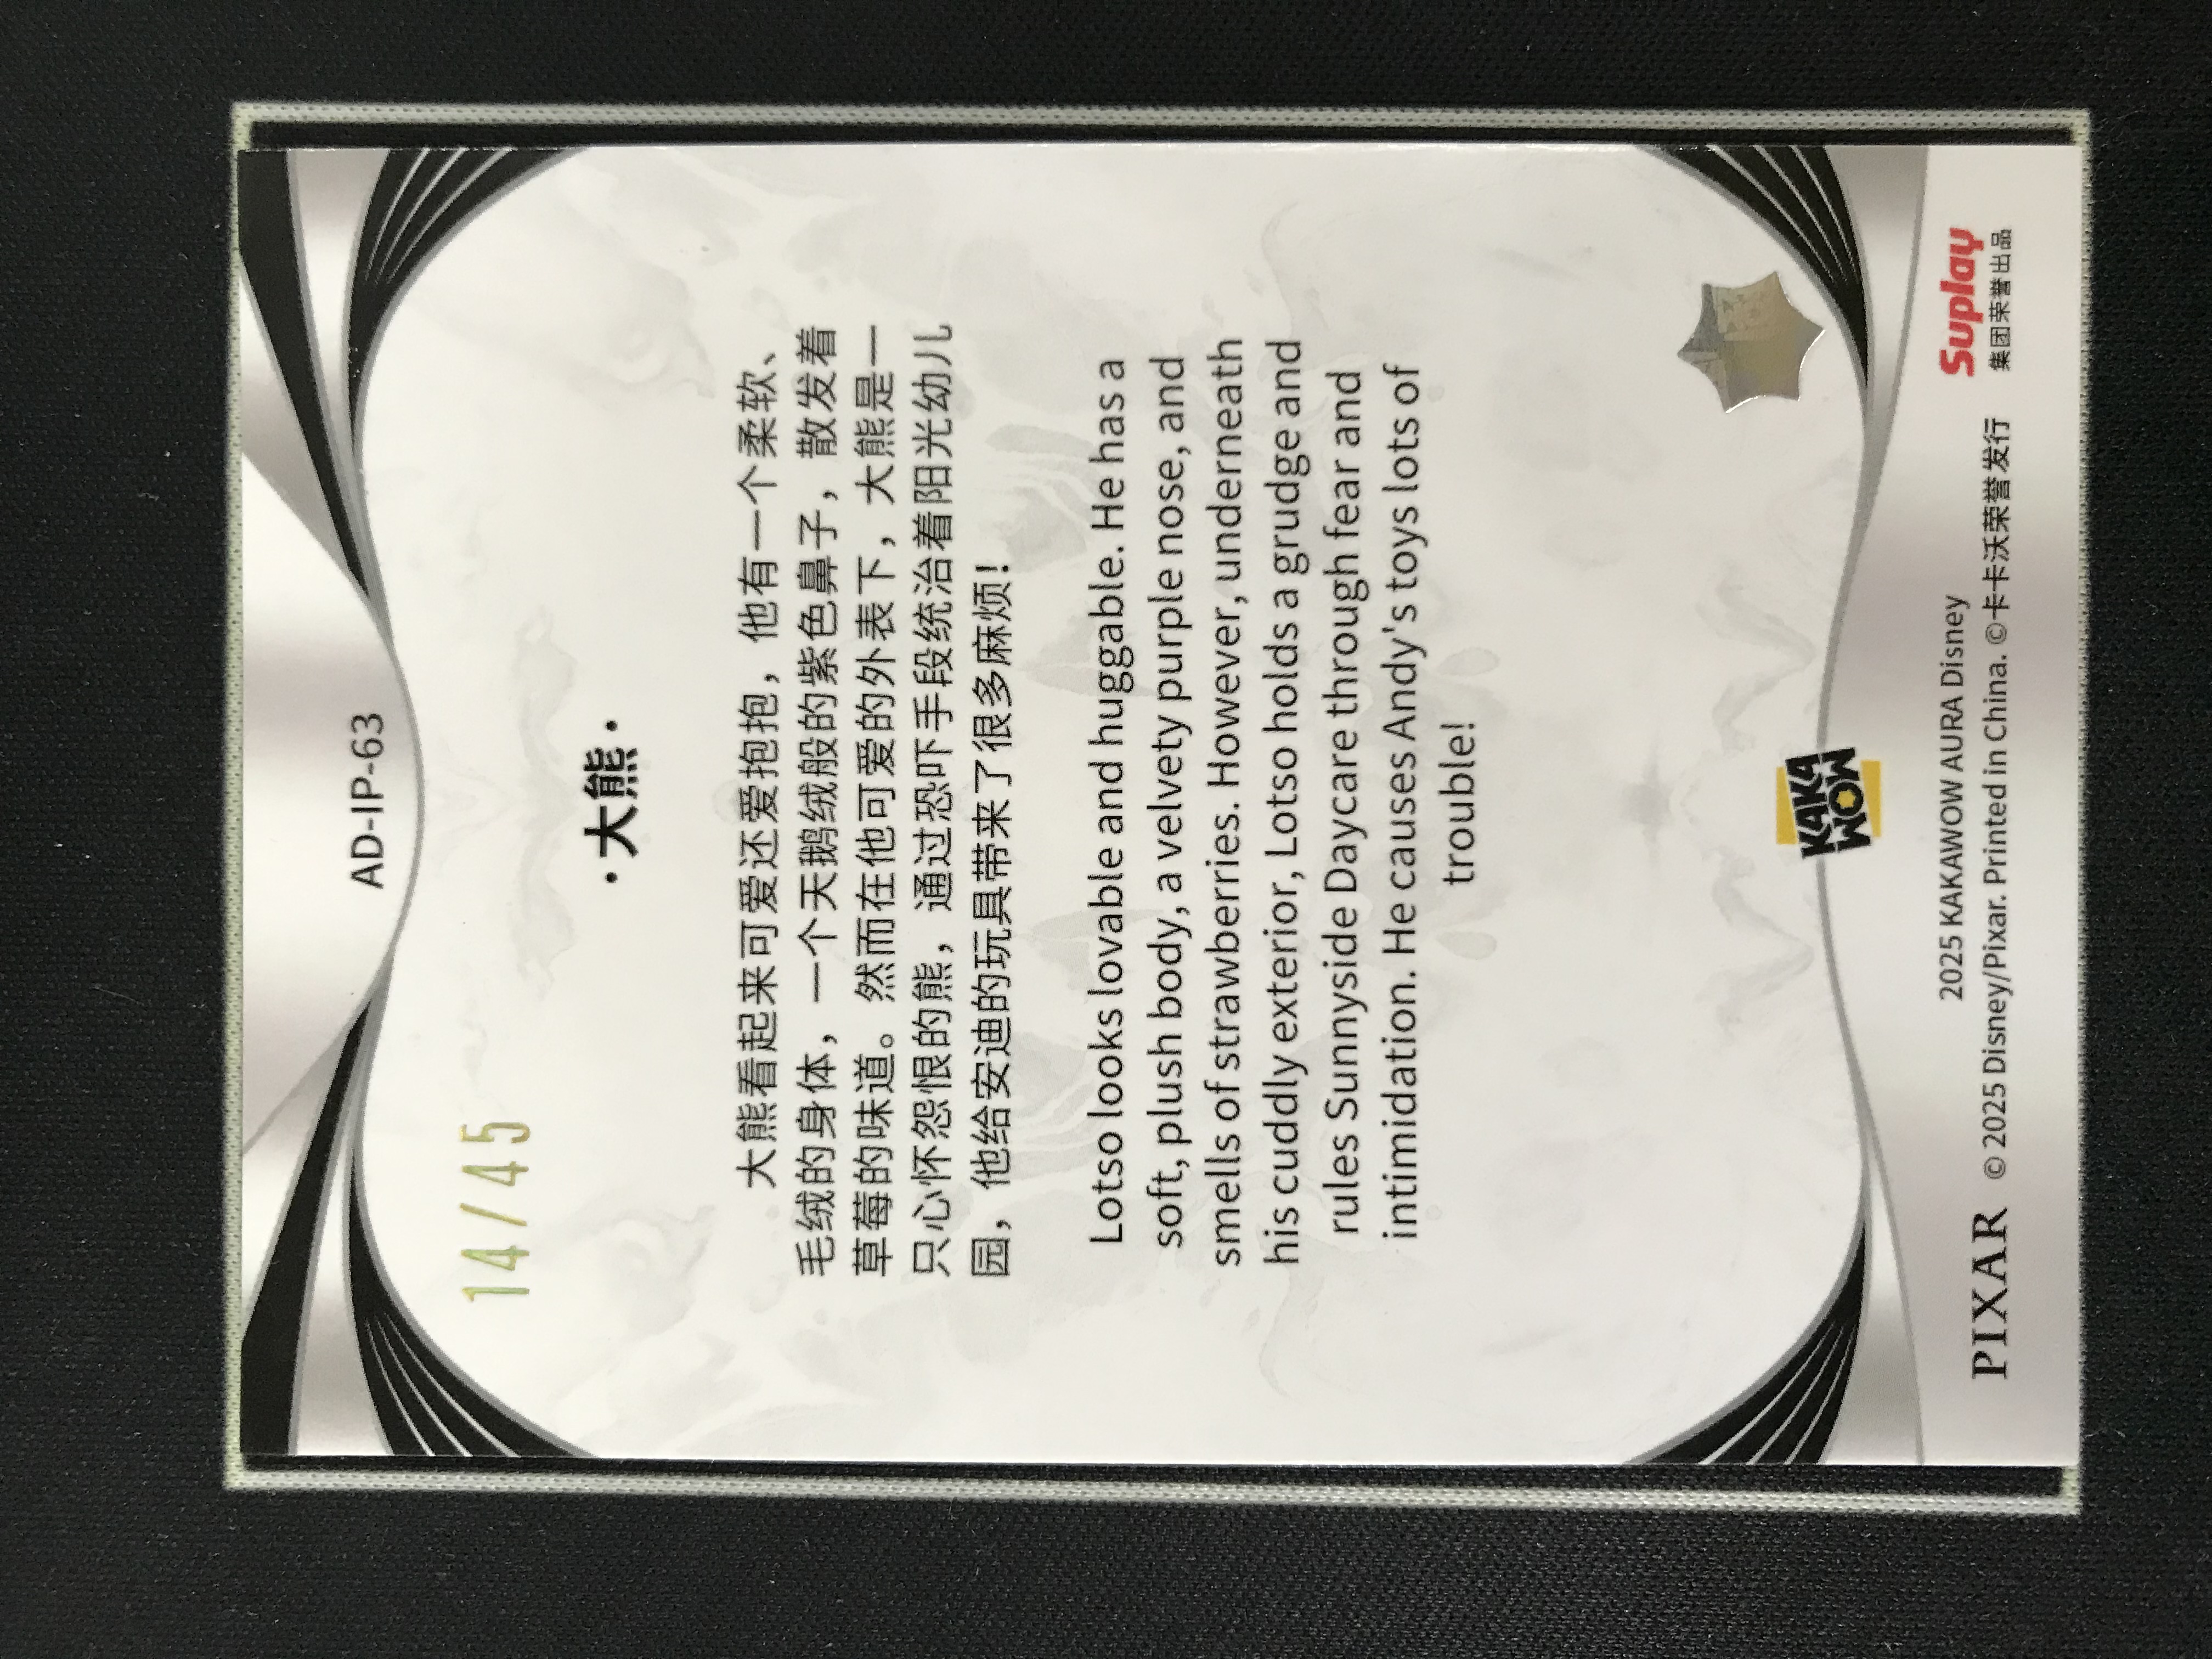 AD-IP-63
14/45
·大熊·
大熊看起来可爱还爱抱抱，他有一个柔软、
毛绒的身体，一个天鹅绒般的紫色鼻子，散发着
草莓的味道。然而在他可爱的外表下，大熊是一
只心怀怨恨的熊，通过恐吓手段统治着阳光幼儿
园，他给安迪的玩具带来了很多麻烦！
Lotso looks lovable and huggable. He has a
soft, plush body, a velvety purple nose, and
smells of strawberries. However, underneath
his cuddly exterior, Lotso holds a grudge and
rules Sunnyside Daycare through fear and
intimidation. He causes Andy's toys lots of
trouble!
KAKA
WOW
2025 KAKAWOW AURA Disney
PIXAR © 2025 Disney/Pixar. Printed in China. ©卡卡沃荣誉发行
Suplay
集团荣誉出品